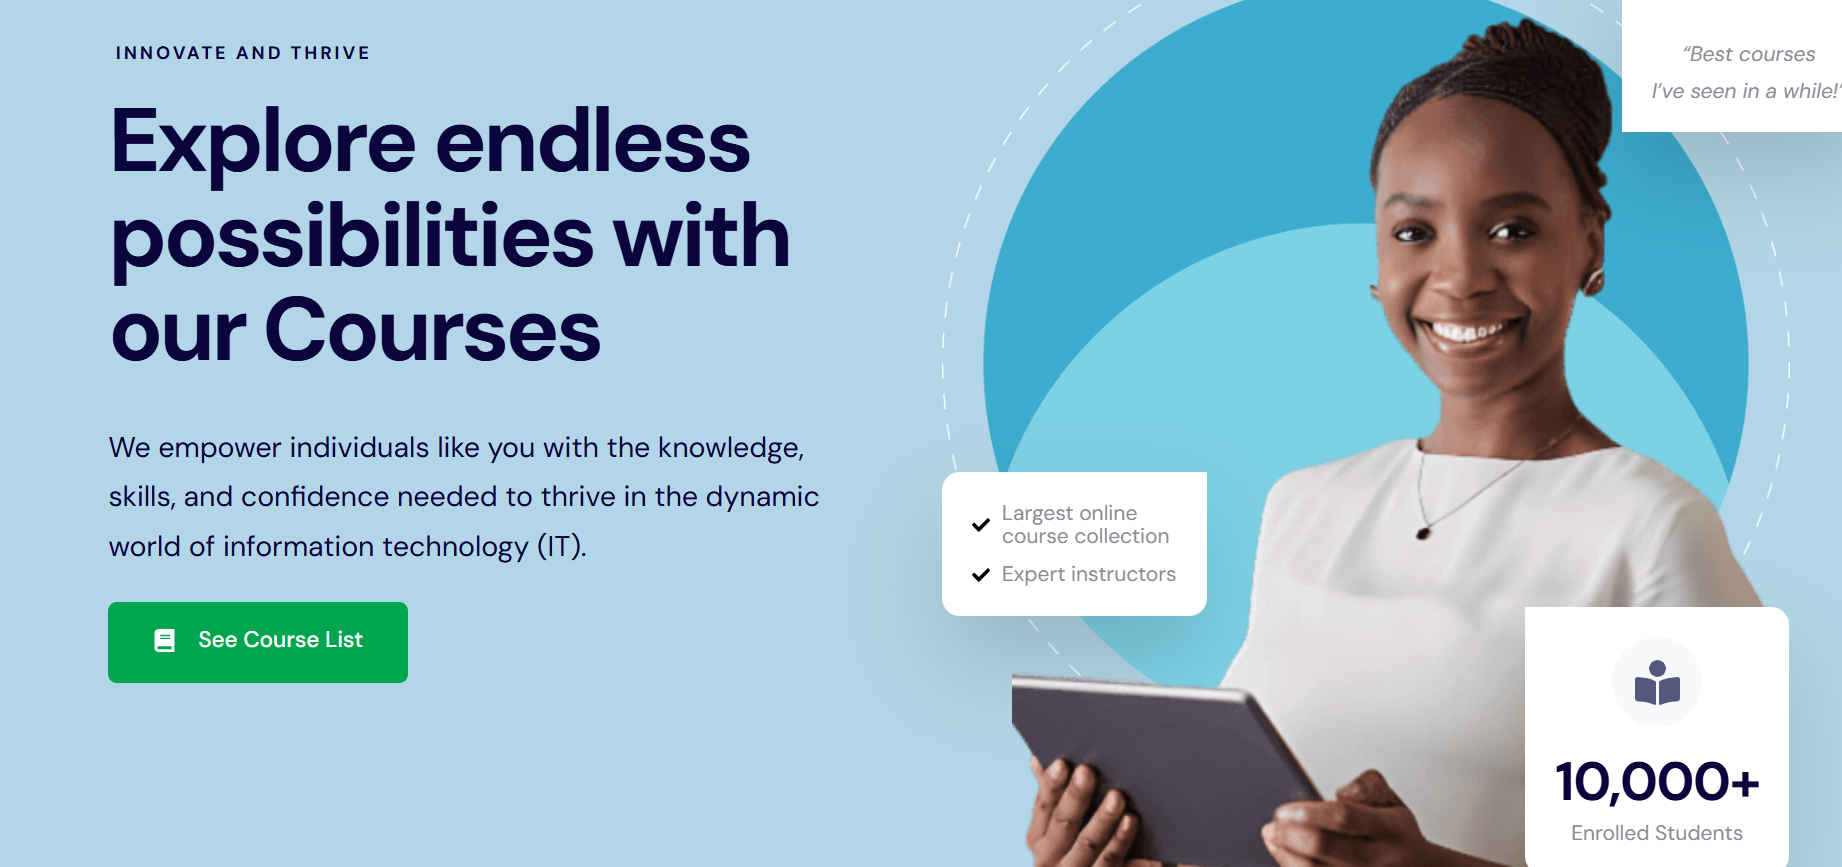 INNOVATE AND THRIVE
Explore endless
possibilities with
our Courses
We empower individuals like you with the knowledge,
skills, and confidence needed to thrive in the dynamic
world of information technology (IT).
See Course List
“Best courses
I’ve seen in a while!”
Largest online
course collection
Expert instructors
10,000+
Enrolled Students